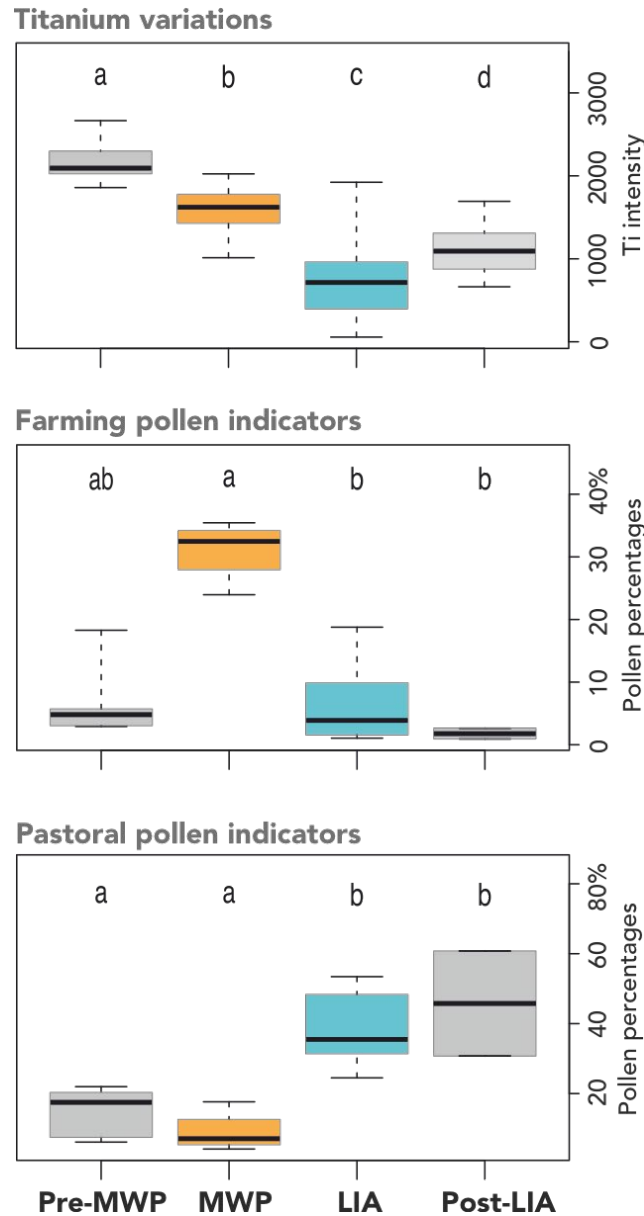 Titanium variations
a b c d
0 1000 2000 3000
Ti intensity
Farming pollen indicators
ab a b b
0 10 20 30 40%
Pollen percentages
Pastoral pollen indicators
a a b b
20 40 60 80%
Pollen percentages
Pre-MWP MWP LIA Post-LIA